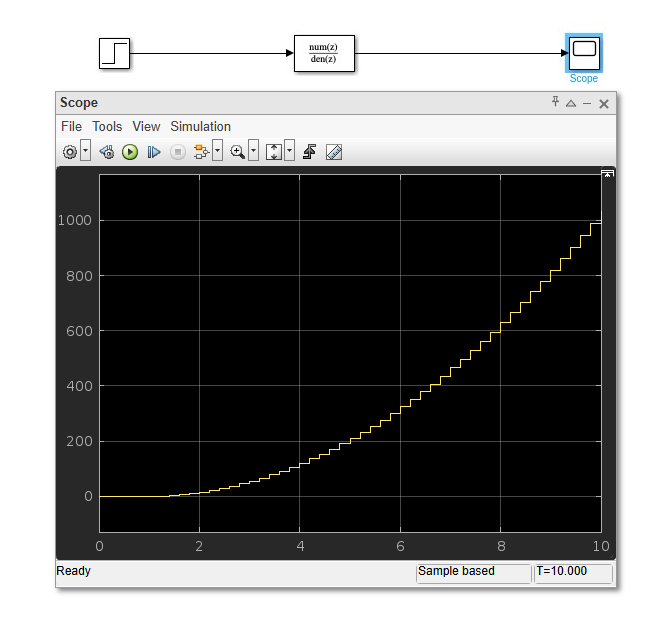 num(z)
den(z)
Scope
Scope
File Tools View Simulation
1000
800
600
400
200
0
0 2 4 6 8 10
Ready Sample based T=10.000